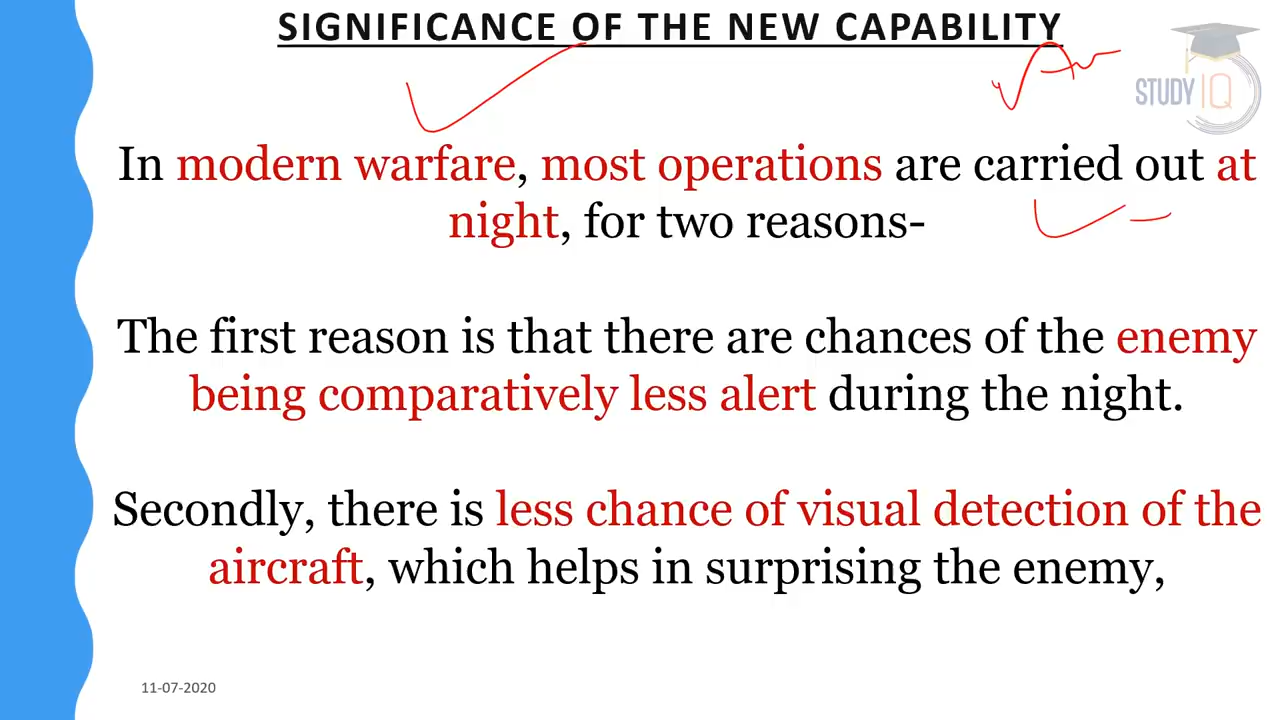 SIGNIFICANCE OF THE NEW CAPABILITY
STUDY IQ
In modern warfare, most operations are carried out at
night, for two reasons-
The first reason is that there are chances of the enemy
being comparatively less alert during the night.
Secondly, there is less chance of visual detection of the
aircraft, which helps in surprising the enemy,
11-07-2020